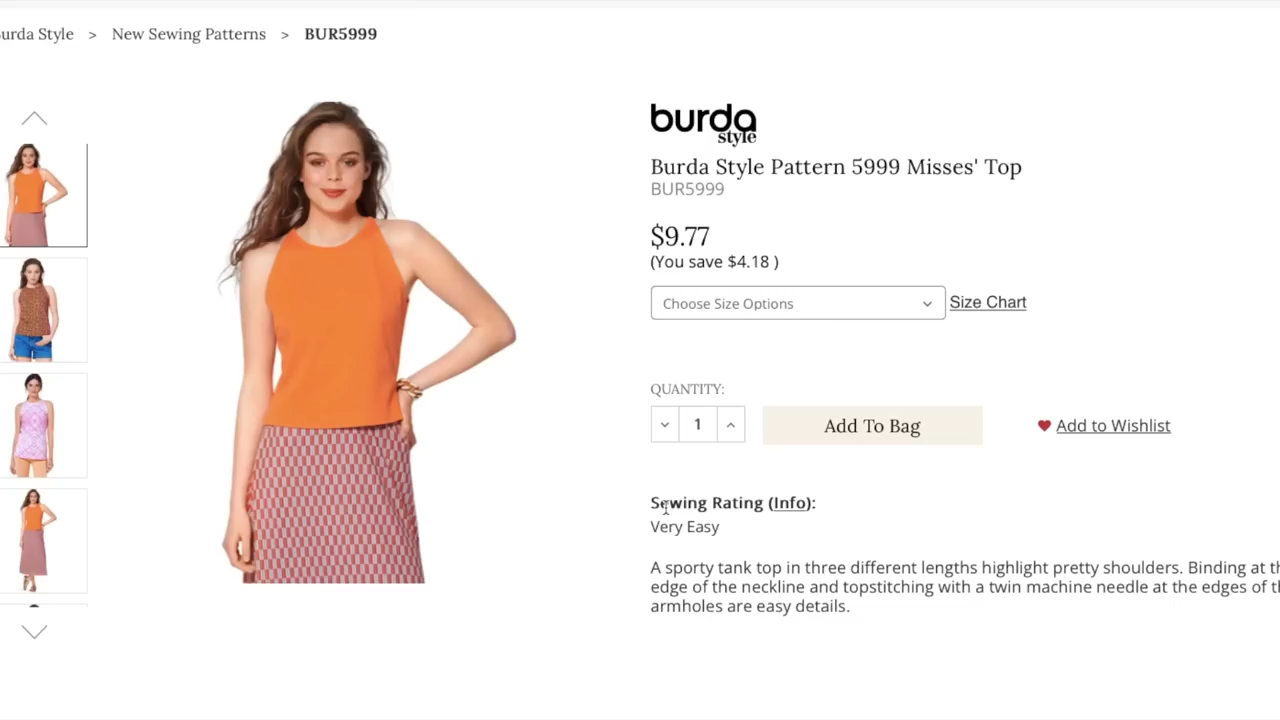 urda Style > New Sewing Patterns > BUR5999
burda
style
Burda Style Pattern 5999 Misses' Top
BUR5999
$9.77
(You save $4.18 )
Choose Size Options
Size Chart
QUANTITY:
1
Add To Bag
Add to Wishlist
Sewing Rating (Info):
Very Easy
A sporty tank top in three different lengths highlight pretty shoulders. Binding at th
edge of the neckline and topstitching with a twin machine needle at the edges of th
armholes are easy details.